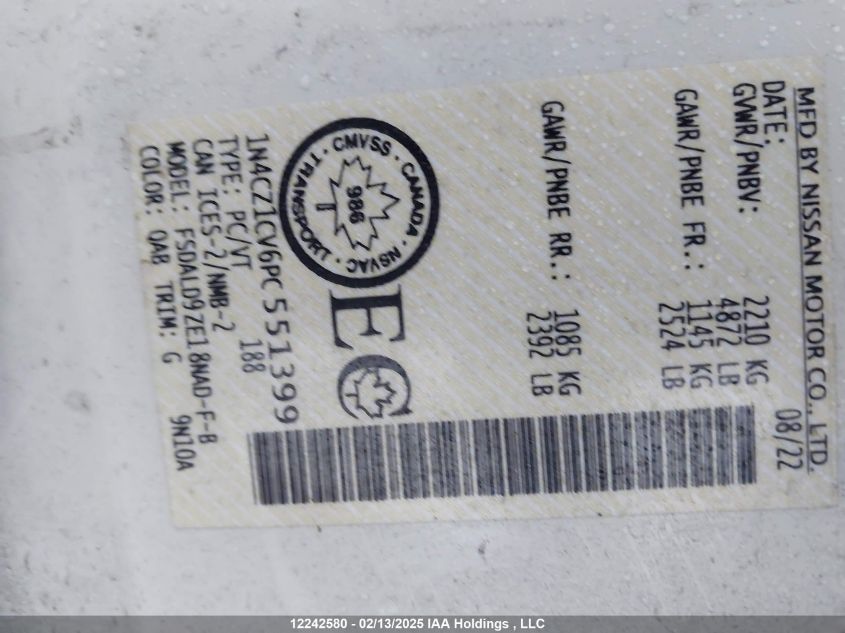 MFD BY NISSAN MOTOR CO., LTD.
DATE: 08/22
GVWR/PNBV: 2210 KG
4872 LB
GAWR/PNBE FR.: 1145 KG
2524 LB
GAWR/PNBE RR.: 1085 KG
2392 LB
CMVSS · CANADA · NSVAC · TRANSPORT ·
986
EC
1N4CZ1CV6PC551399
TYPE: PC/VT 188
CAN ICES-2/NMB-2
MODEL: FSDALD9ZE18NAD-F-B
COLOR: QAB TRIM: G 9N10A
12242580 - 02/13/2025 IAA Holdings , LLC